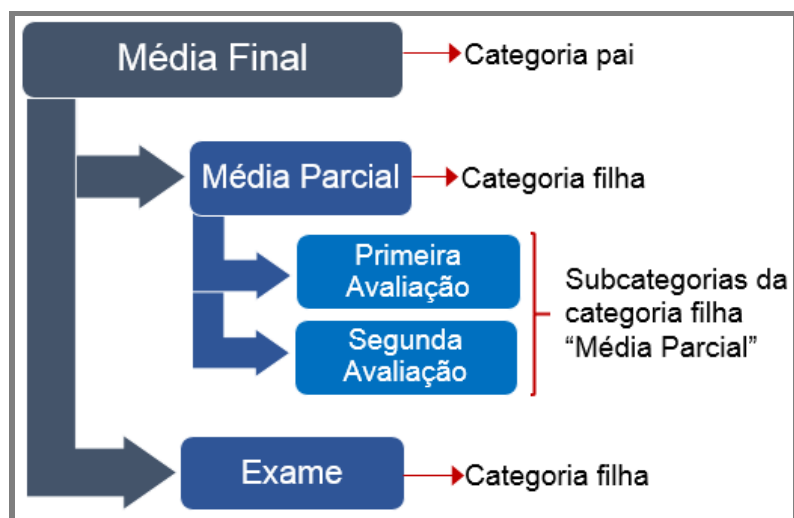 Média Final
Categoria pai
Média Parcial
Categoria filha
Primeira
Avaliação
Segunda
Avaliação
Subcategorias da
categoria filha
“Média Parcial”
Exame
Categoria filha